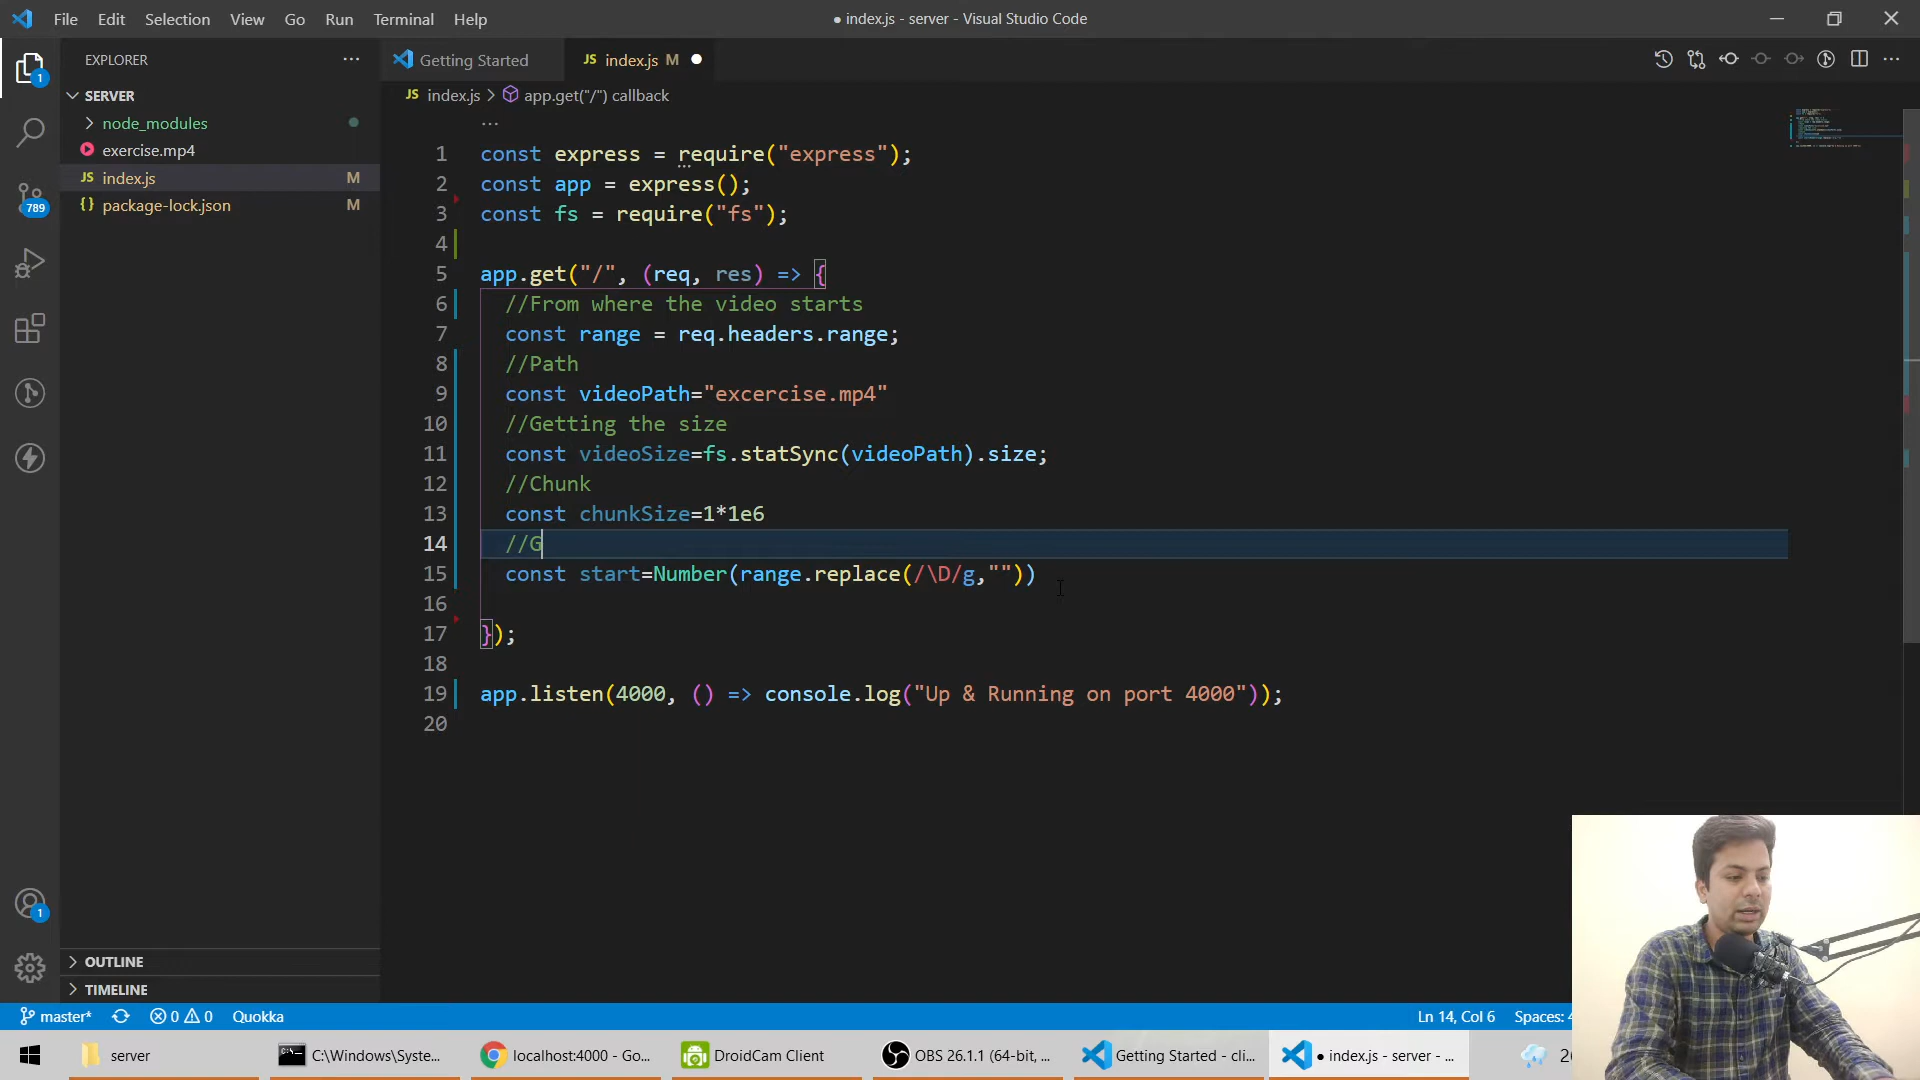 File Edit Selection View Go Run Terminal Help
● index.js - server - Visual Studio Code
EXPLORER
Getting Started
JS index.js M
SERVER
JS index.js > app.get("/") callback
node_modules
exercise.mp4
JS index.js M
{} package-lock.json M
1
789
1 const express = require("express");
2 const app = express();
3 const fs = require("fs");
4
5 app.get("/", (req, res) => {
6 //From where the video starts
7 const range = req.headers.range;
8 //Path
9 const videoPath="excercise.mp4"
10 //Getting the size
11 const videoSize=fs.statSync(videoPath).size;
12 //Chunk
13 const chunkSize=1*1e6
14 //G
15 const start=Number(range.replace(/\D/g,""))
16
17 });
18
19 app.listen(4000, () => console.log("Up & Running on port 4000"));
20
1
OUTLINE
TIMELINE
master* 0 0 Quokka
Ln 14, Col 6 Spaces:
server
C:\Windows\Syste...
localhost:4000 - Go...
DroidCam Client
OBS 26.1.1 (64-bit, ...
Getting Started - cli...
● index.js - server - ...